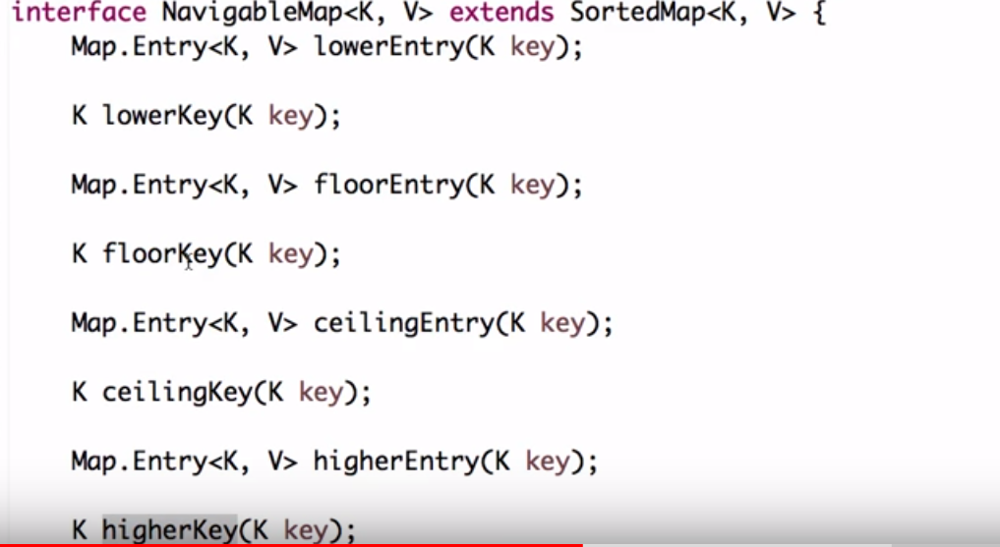 interface NavigableMap<K, V> extends SortedMap<K, V> {
Map.Entry<K, V> lowerEntry(K key);
K lowerKey(K key);
Map.Entry<K, V> floorEntry(K key);
K floorKey(K key);
Map.Entry<K, V> ceilingEntry(K key);
K ceilingKey(K key);
Map.Entry<K, V> higherEntry(K key);
K higherKey(K key);